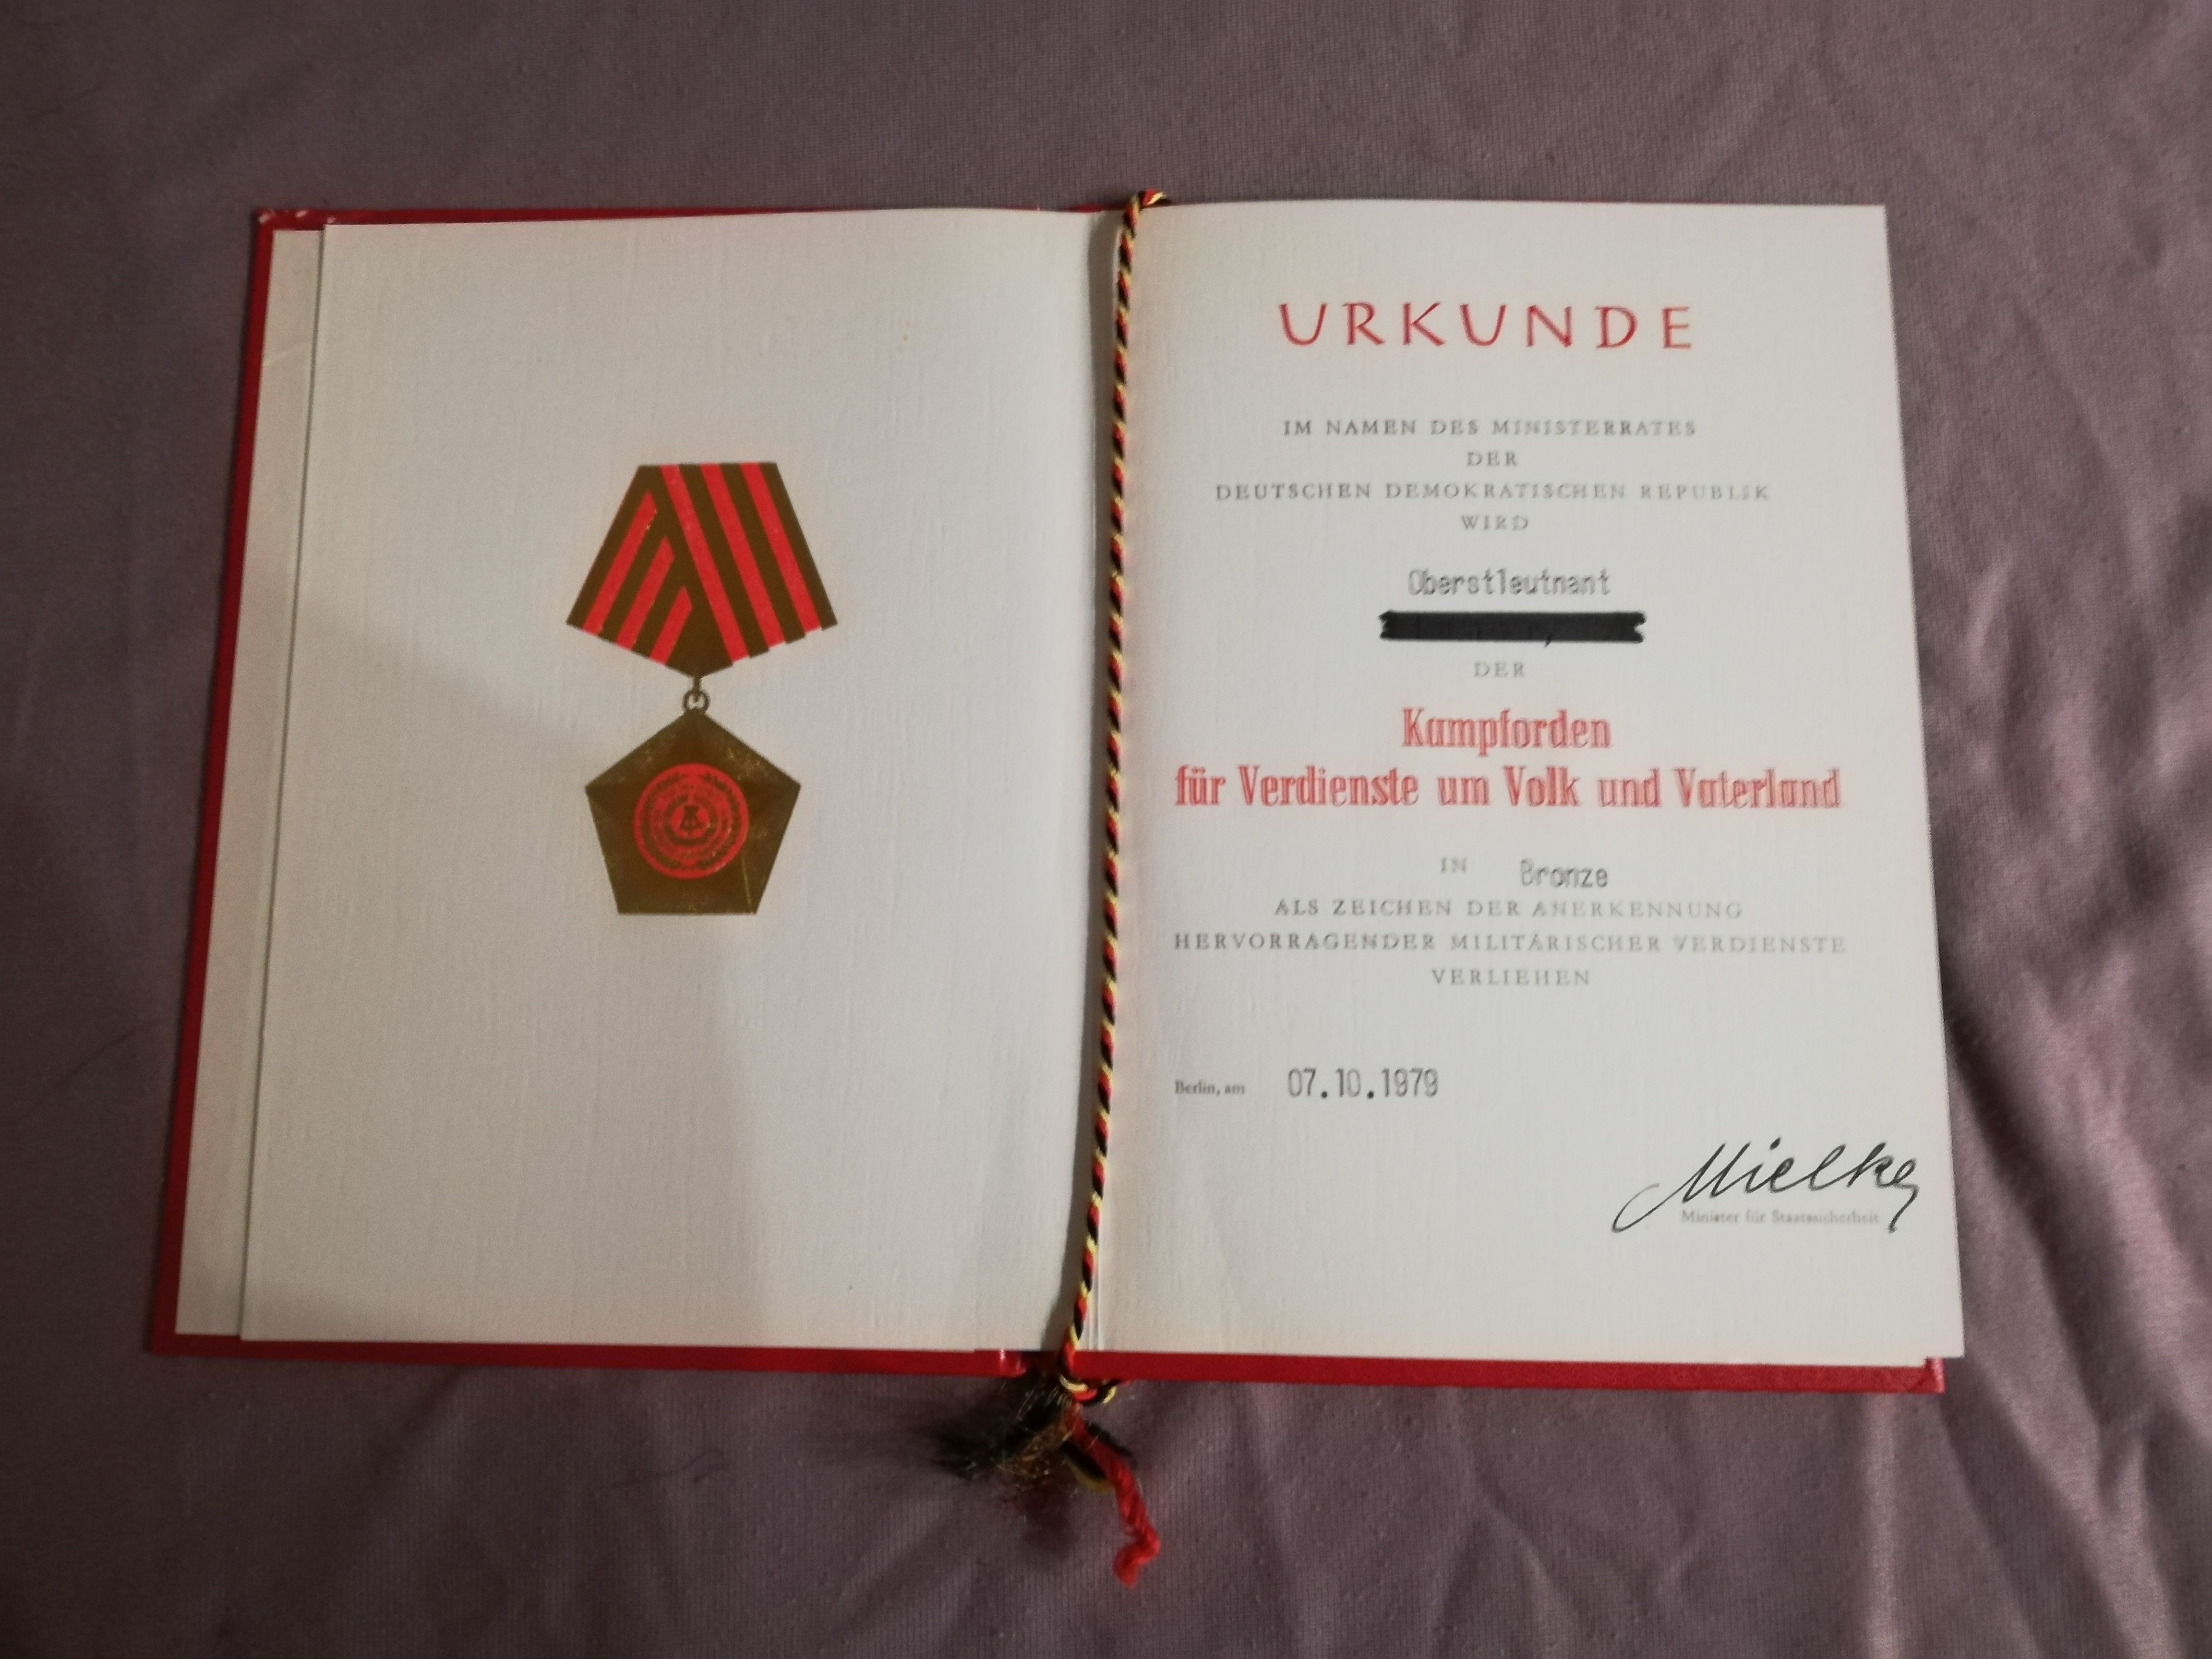 URKUNDE
IM NAMEN DES MINISTERRATES
DER
DEUTSCHEN DEMOKRATISCHEN REPUBLIK
WIRD
Oberstleutnant
DER
Kampforden
für Verdienste um Volk und Vaterland
IN Bronze
ALS ZEICHEN DER ANERKENNUNG
HERVORRAGENDER MILITÄRISCHER VERDIENSTE
VERLIEHEN
Berlin, am 07.10.1979
Mielke
Minister für Staatssicherheit